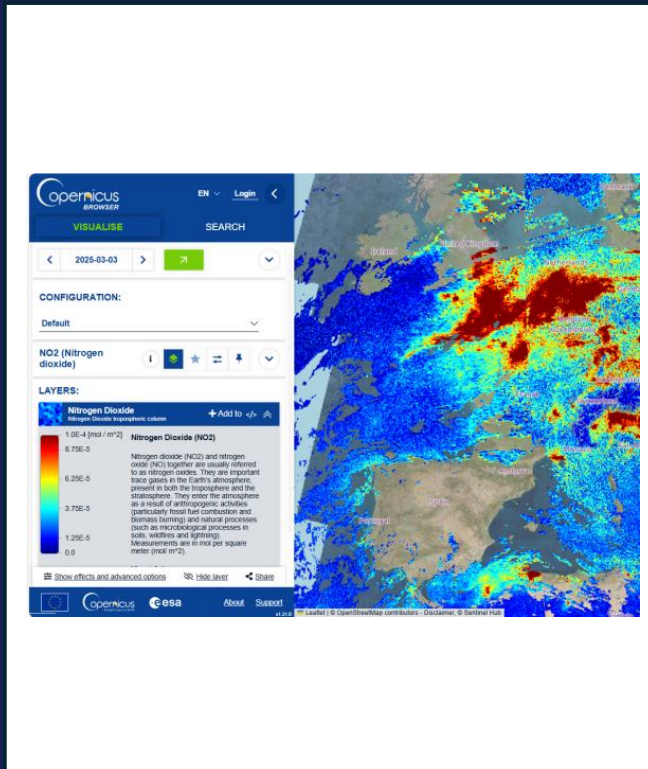 Copernicus
BROWSER
EN
Login
VISUALISE
SEARCH
2025-03-03
CONFIGURATION:
Default
NO2 (Nitrogen
dioxide)
LAYERS:
Nitrogen Dioxide
Nitrogen Dioxide tropospheric column
Add to
1.0E-4 [mol / m^2]
8.75E-5
6.25E-5
3.75E-5
1.25E-5
0.0
Nitrogen Dioxide (NO2)
Nitrogen dioxide (NO2) and nitrogen
oxide (NO) together are usually referred
to as nitrogen oxides. They are important
trace gases in the Earth's atmosphere,
present in both the troposphere and the
stratosphere. They enter the atmosphere
as a result of anthropogenic activities
(particularly fossil fuel combustion and
biomass burning) and natural processes
(such as microbiological processes in
soils, wildfires and lightning).
Measurements are in mol per square
meter (mol/ m^2).
Show effects and advanced options
Hide layer
Share
Copernicus
esa
About
Support
Ireland
United Kingdom
Andorra
Spain
Portugal
Leaflet | © OpenStreetMap contributors - Disclaimer, © Sentinel Hub